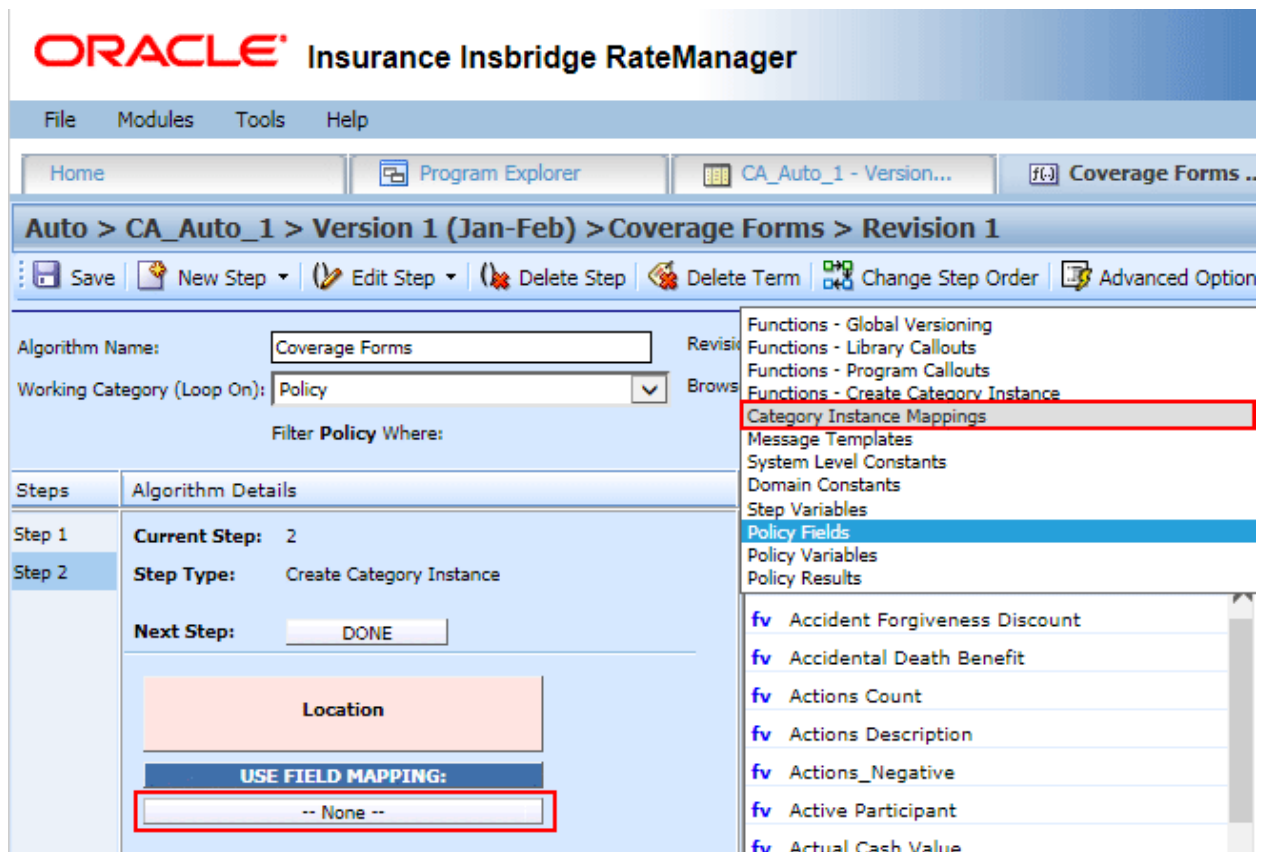 ORACLE Insurance Insbridge RateManager
File Modules Tools Help
Home Program Explorer CA_Auto_1 - Version... f(.) Coverage Forms ..
Auto > CA_Auto_1 > Version 1 (Jan-Feb) >Coverage Forms > Revision 1
Save New Step Edit Step Delete Step Delete Term Change Step Order Advanced Option
Algorithm Name: Coverage Forms Revisi
Working Category (Loop On): Policy Brows
Filter Policy Where:
Functions - Global Versioning
Functions - Library Callouts
Functions - Program Callouts
Functions - Create Category Instance
Category Instance Mappings
Message Templates
System Level Constants
Domain Constants
Step Variables
Policy Fields
Policy Variables
Policy Results
Steps Algorithm Details
Step 1
Step 2
Current Step: 2
Step Type: Create Category Instance
Next Step: DONE
Location
USE FIELD MAPPING:
-- None --
fv Accident Forgiveness Discount
fv Accidental Death Benefit
fv Actions Count
fv Actions Description
fv Actions_Negative
fv Active Participant
fv Actual Cash Value